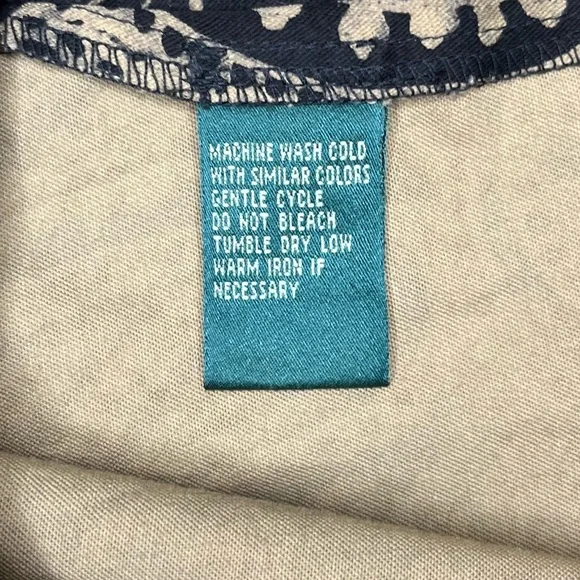 MACHINE WASH COLD
WITH SIMILAR COLORS
GENTLE CYCLE
DO NOT BLEACH
TUMBLE DRY LOW
WARM IRON IF
NECESSARY